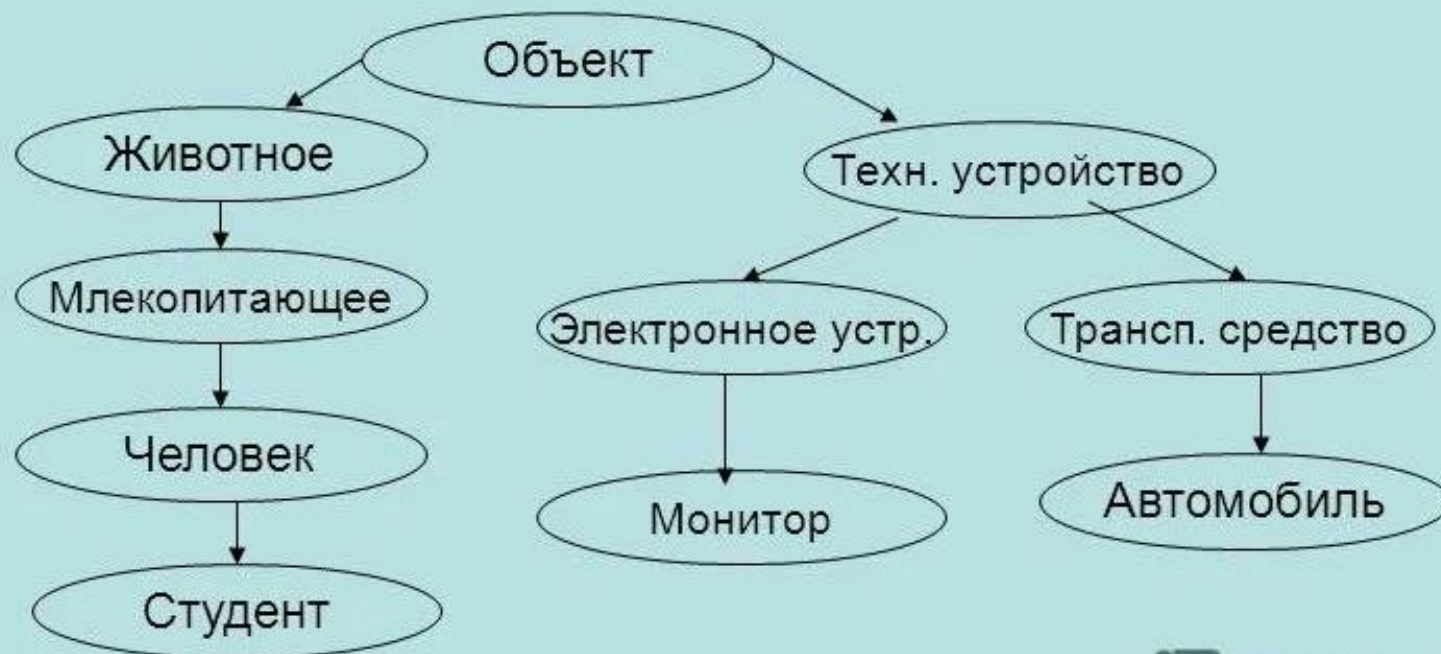 Объект
Животное
Техн. устройство
Млекопитающее
Электронное устр.
Трансп. средство
Человек
Монитор
Автомобиль
Студент